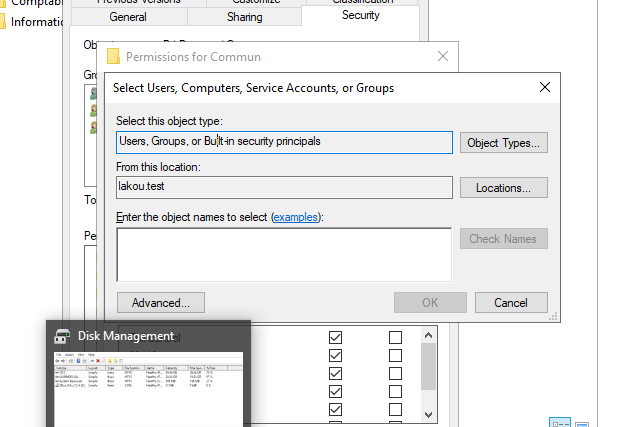 Previous Versions Customize Classification
General Sharing Security
Comptab
Informatic
Permissions for Commun
Select Users, Computers, Service Accounts, or Groups
Select this object type:
Users, Groups, or Built-in security principals
Object Types...
From this location:
lakou.test
Locations...
Enter the object names to select (examples):
Check Names
Advanced...
OK
Cancel
Disk Management